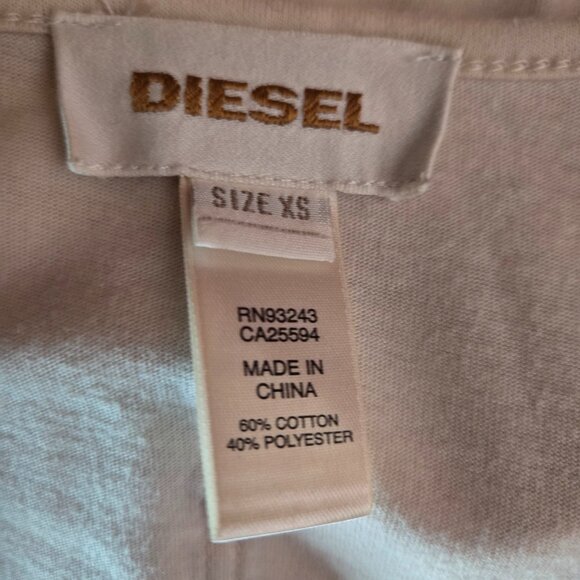 DIESEL
SIZE XS
RN93243
CA25594
MADE IN
CHINA
60% COTTON
40% POLYESTER